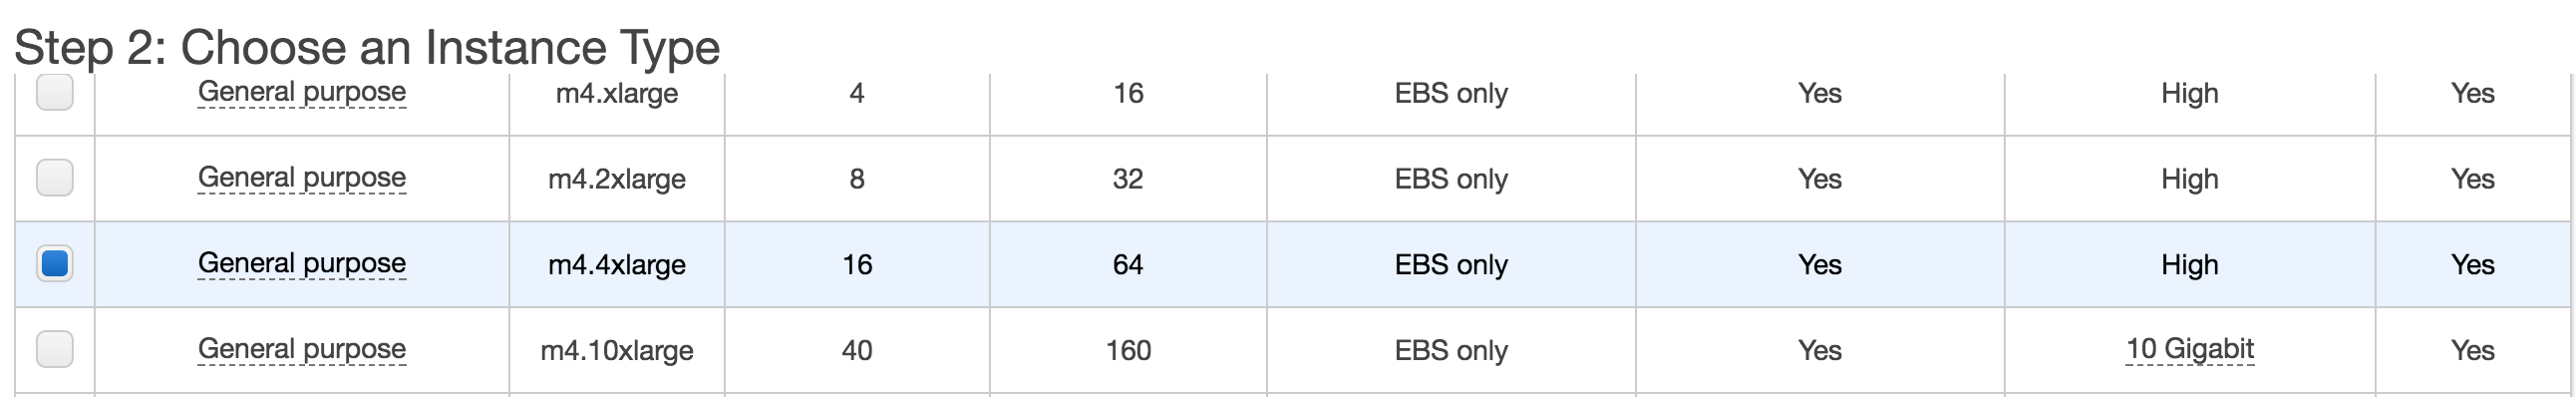 Step 2: Choose an Instance Type
General purpose m4.xlarge 4 16 EBS only Yes High Yes
General purpose m4.2xlarge 8 32 EBS only Yes High Yes
General purpose m4.4xlarge 16 64 EBS only Yes High Yes
General purpose m4.10xlarge 40 160 EBS only Yes 10 Gigabit Yes